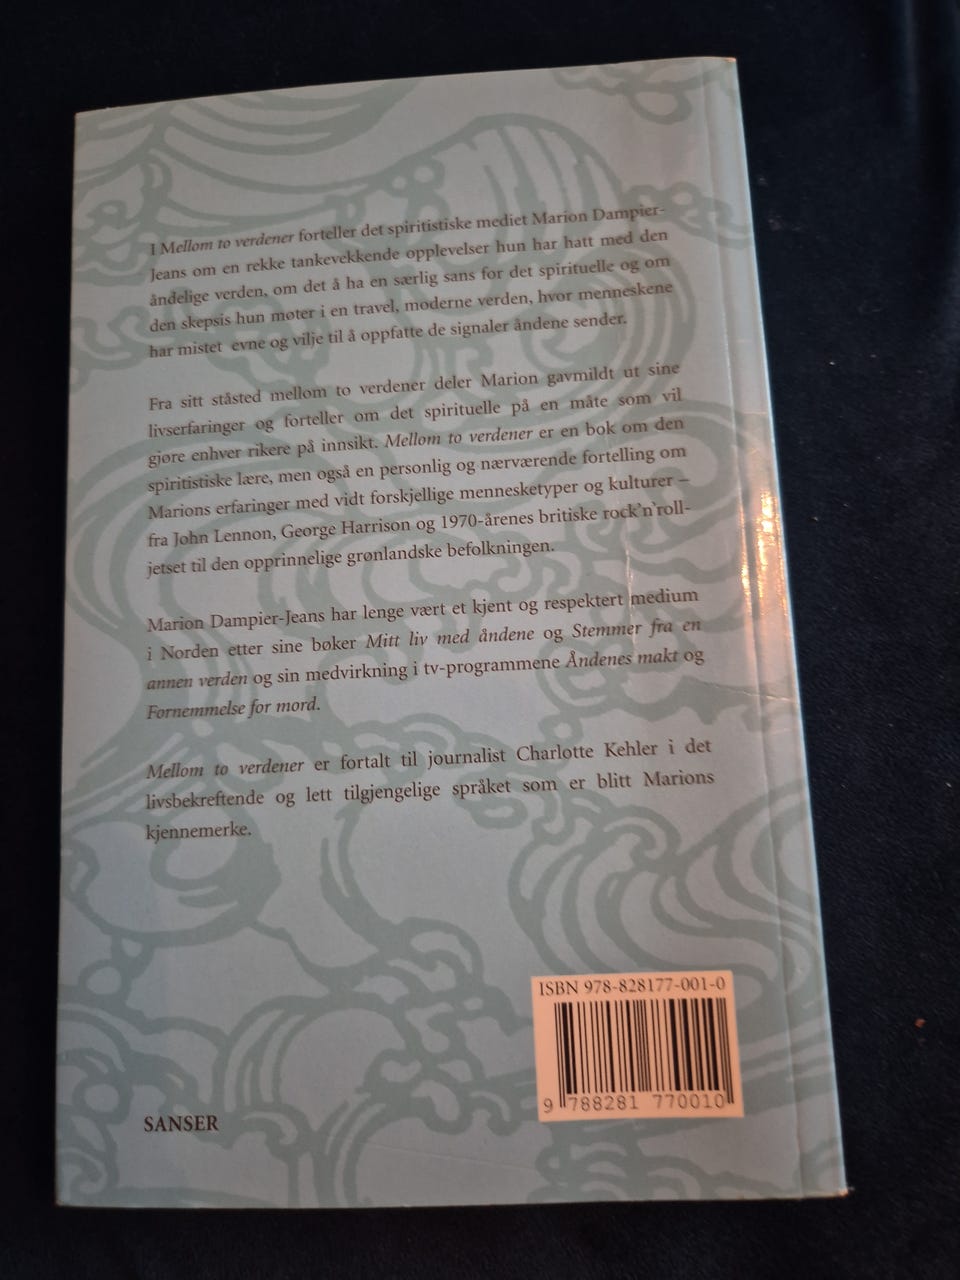 I Mellom to verdener forteller det spiritistiske mediet Marion Dampier-
Jeans om en rekke tankevekkende opplevelser hun har hatt med den
åndelige verden, om det å ha en særlig sans for det spirituelle og om
den skepsis hun møter i en travel, moderne verden, hvor menneskene
har mistet evne og vilje til å oppfatte de signaler åndene sender.
Fra sitt ståsted mellom to verdener deler Marion gavmildt ut sine
livserfaringer og forteller om det spirituelle på en måte som vil
gjøre enhver rikere på innsikt. Mellom to verdener er en bok om den
spiritistiske lære, men også en personlig og nærværende fortelling om
Marions erfaringer med vidt forskjellige mennesketyper og kulturer –
fra John Lennon, George Harrison og 1970-årenes britiske rock'n'roll-
jetset til den opprinnelige grønlandske befolkningen.
Marion Dampier-Jeans har lenge vært et kjent og respektert medium
i Norden etter sine bøker Mitt liv med åndene og Stemmer fra en
annen verden og sin medvirkning i tv-programmene Åndenes makt og
Fornemmelse for mord.
Mellom to verdener er fortalt til journalist Charlotte Kehler i det
livsbekreftende og lett tilgjengelige språket som er blitt Marions
kjennemerke.
ISBN 978-828177-001-0
9 788281 770010
SANSER